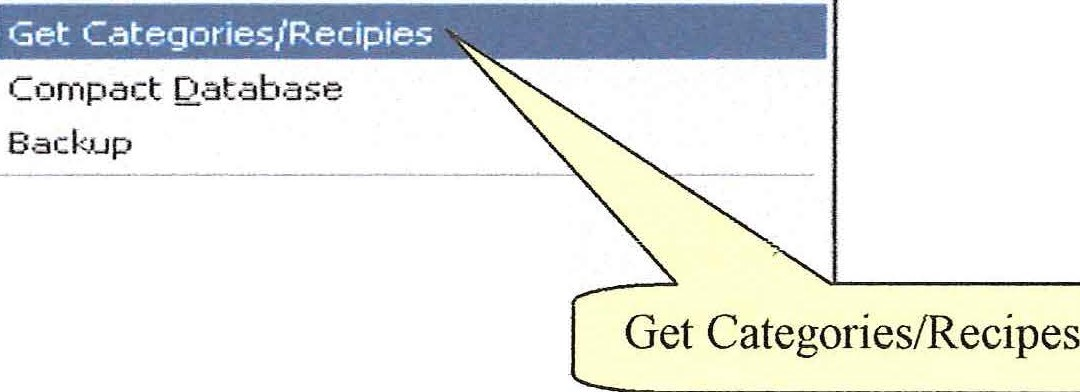 Get Categories/Recipies
Compact Database
Backup
Get Categories/Recipes